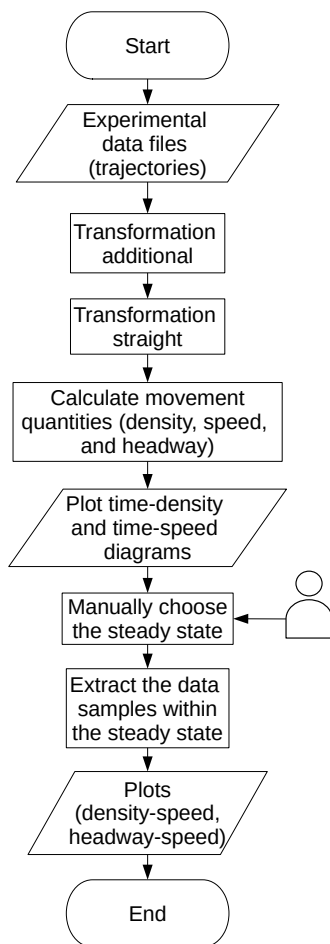 Start
Experimental
data files
(trajectories)
Transformation
additional
Transformation
straight
Calculate movement
quantities (density, speed,
and headway)
Plot time-density
and time-speed
diagrams
Manually choose
the steady state
Extract the data
samples within
the steady state
Plots
(density-speed,
headway-speed)
End